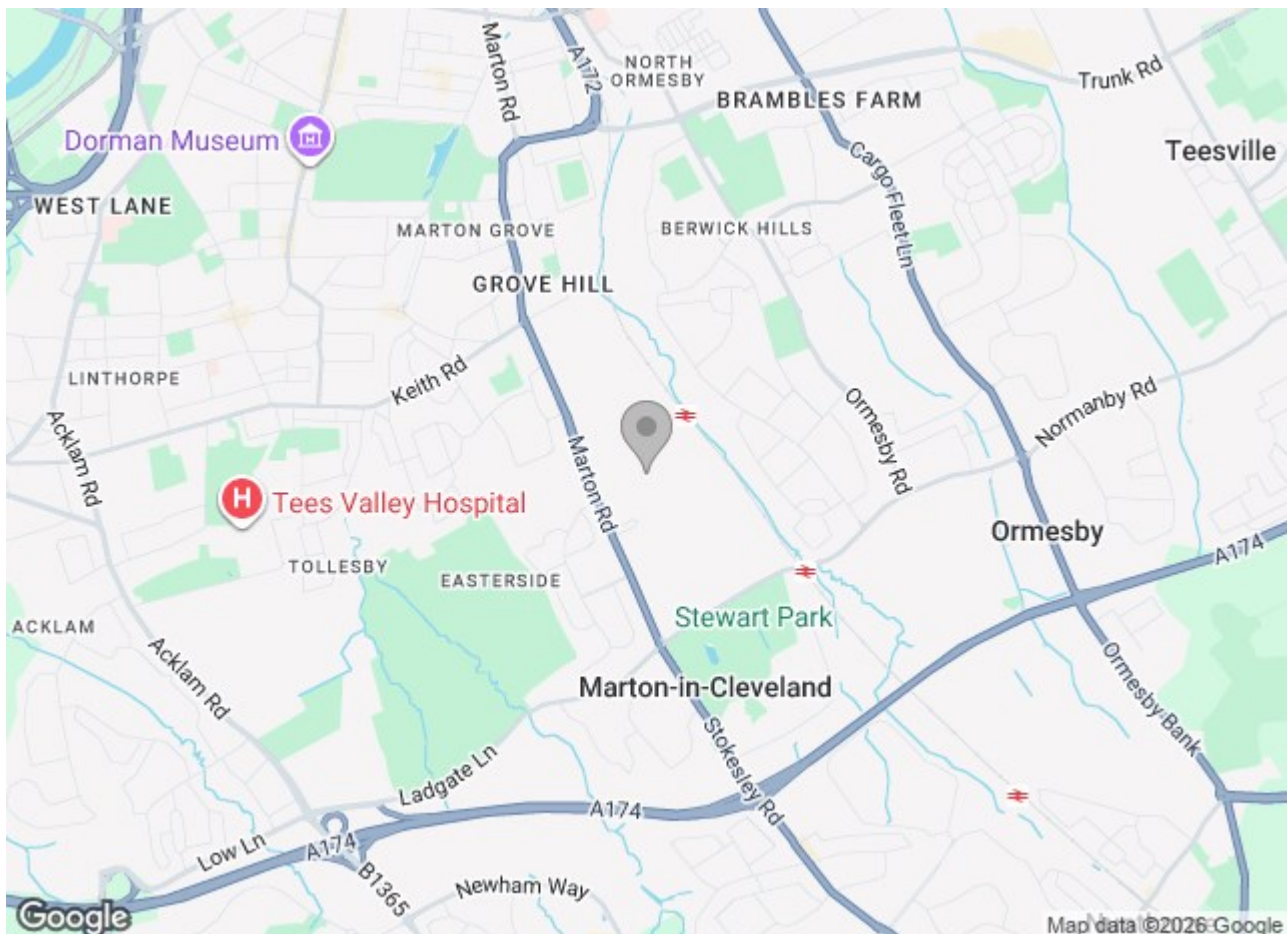 Marton Rd
A172
NORTH
ORMESBY
Trunk Rd
BRAMBLES FARM
Dorman Museum
Cargo Fleet Ln
Teesville
WEST LANE
MARTON GROVE
BERWICK HILLS
GROVE HILL
LINTHORPE
Keith Rd
Ormesby Rd
Normanby Rd
Acklam Rd
Marton Rd
H
Tees Valley Hospital
Ormesby
A174
TOLLESBY
EASTERSIDE
Stewart Park
ACKLAM
Acklam Rd
Marton-in-Cleveland
Ormesby Bank
Stokesley Rd
Ladgate Ln
A174
Low Ln
A174
B1365
Newham Way
Google
Map data ©2026 Google